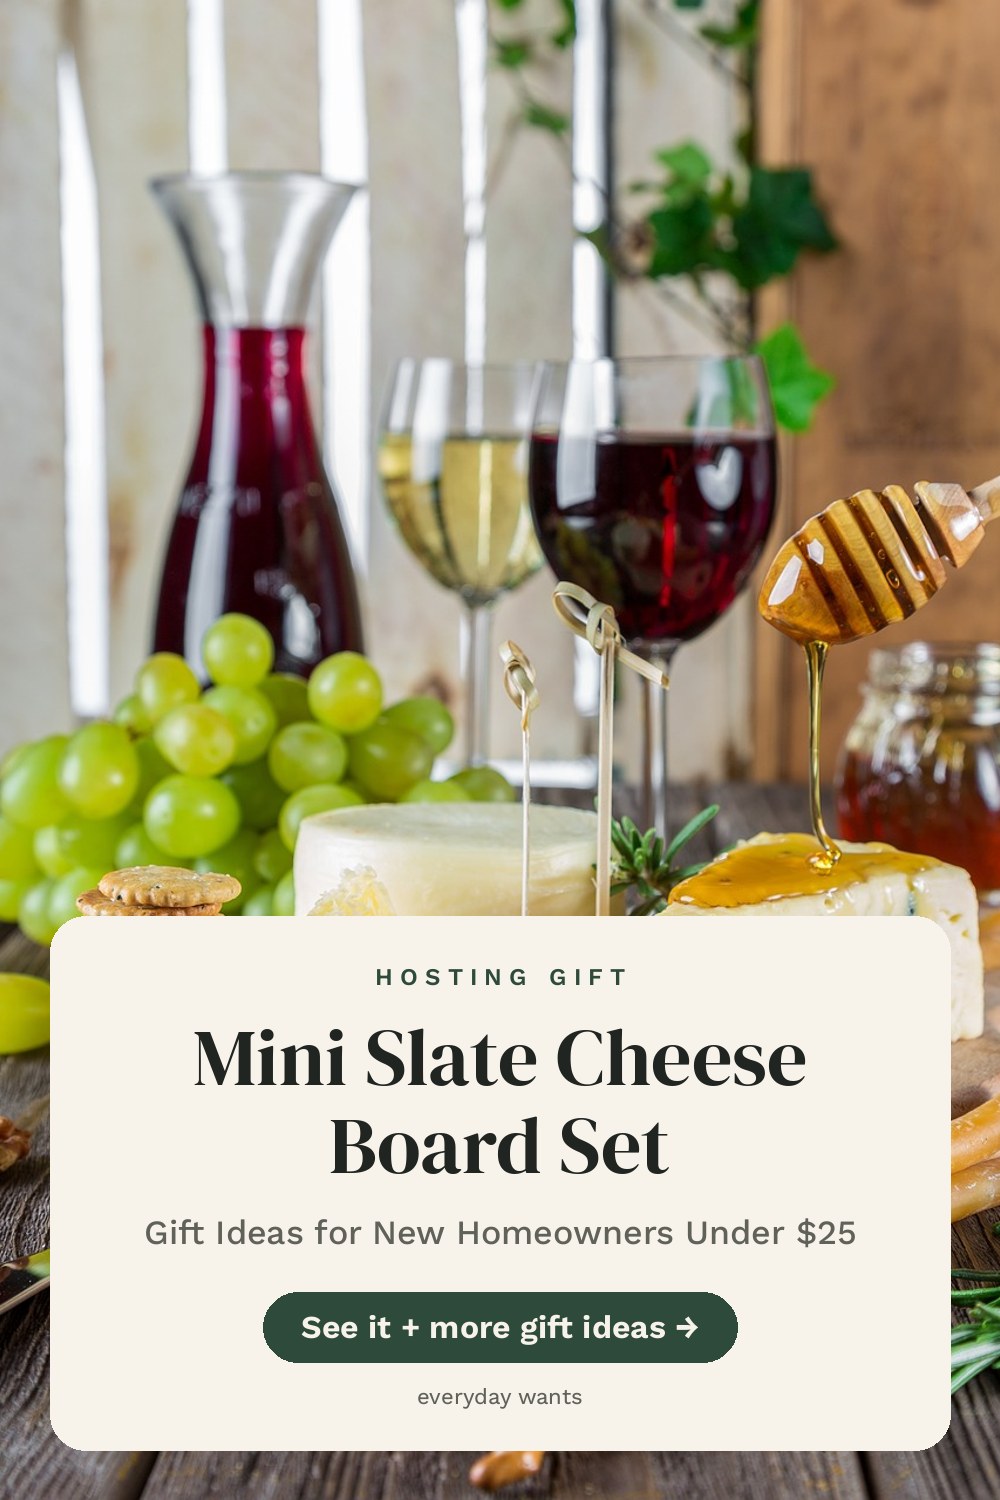 HOSTING GIFT
Mini Slate Cheese
Board Set
Gift Ideas for New Homeowners Under $25
See it + more gift ideas →
everyday wants